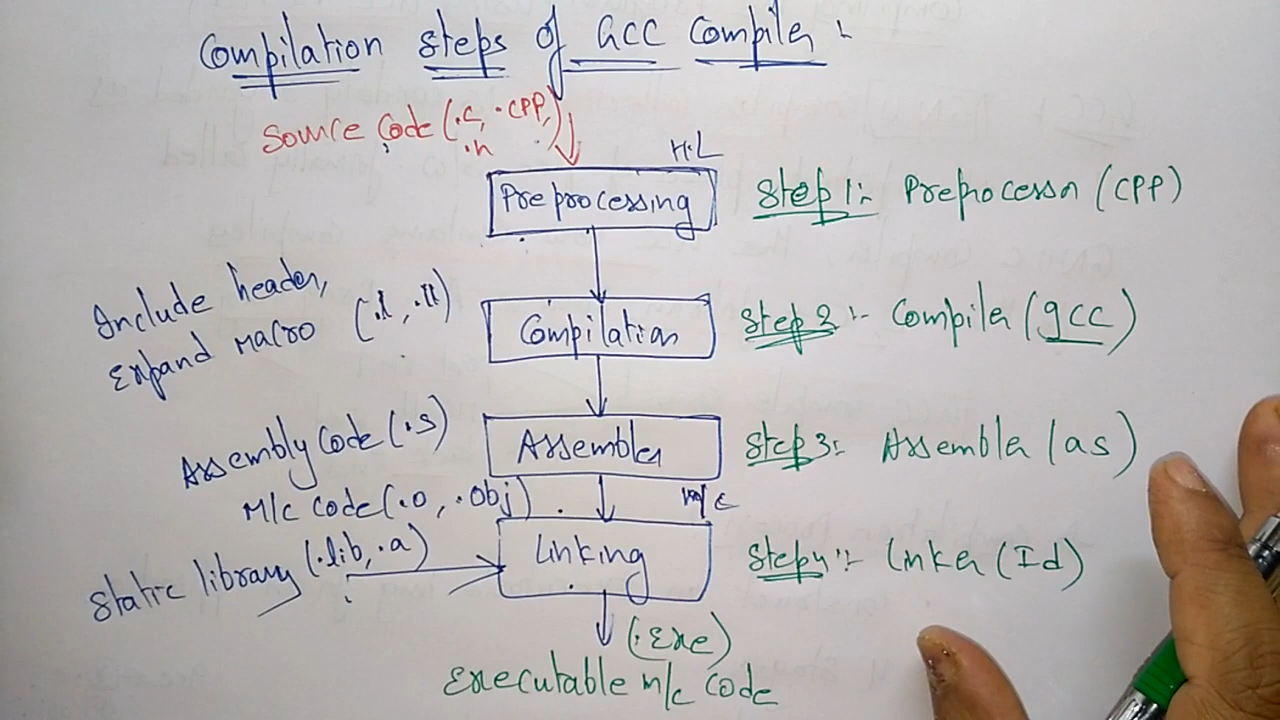 Compilation steps of GCC Compiler :
Source Code (.c, .CPP,
.h
H.L
Preprocessing
Step 1:- Preprocessor (CPP)
Include header,
Expand macro (.i, .ii)
Compilation
Step 2 :- Compiler (gcc)
Assembly Code (.s)
Assembler
Step 3:- Assembler (as)
M/c code (.o, .obj)
M/c
Static library (.lib, .a)
Linking
Step 4 :- Linker (Id)
(.Exe)
Executable m/c code